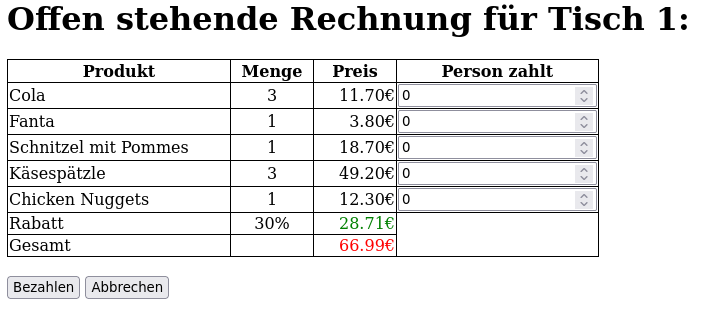 Offen stehende Rechnung für Tisch 1:
Produkt Menge Preis Person zahlt
Cola 3 11.70€ 0
Fanta 1 3.80€ 0
Schnitzel mit Pommes 1 18.70€ 0
Käsespätzle 3 49.20€ 0
Chicken Nuggets 1 12.30€ 0
Rabatt 30% 28.71€
Gesamt 66.99€
Bezahlen Abbrechen